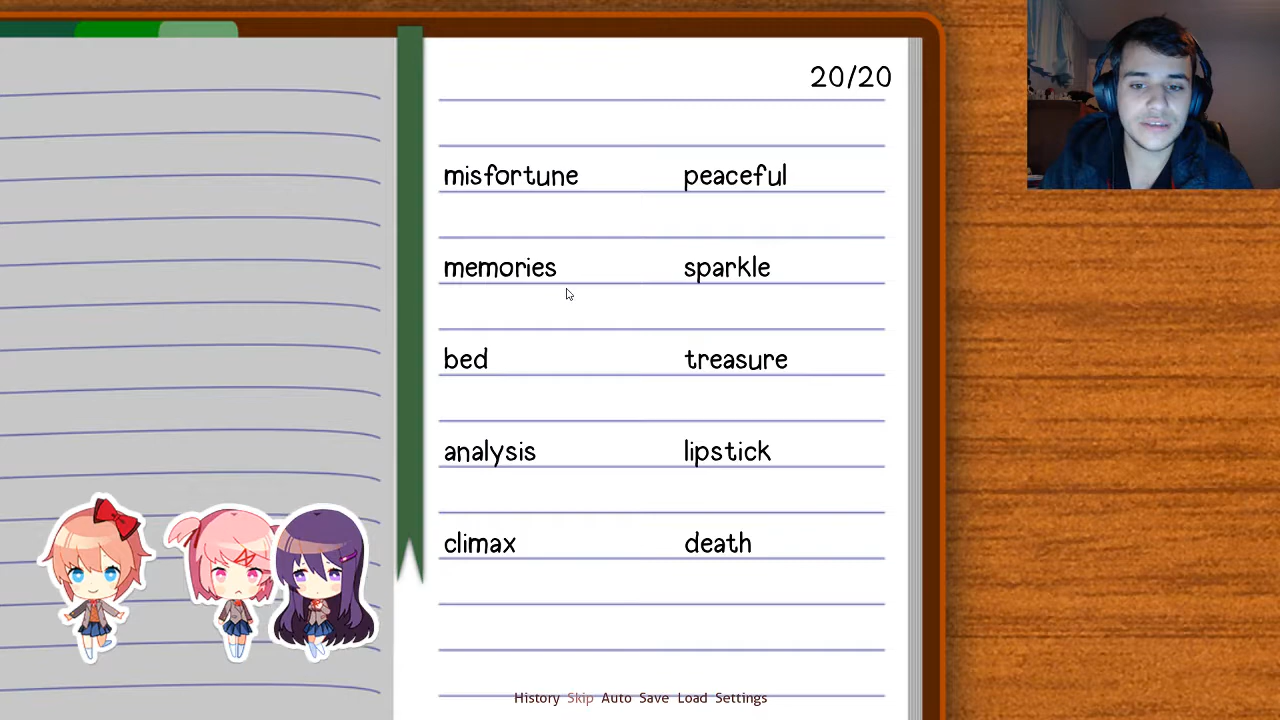 20/20
misfortune peaceful
memories sparkle
bed treasure
analysis lipstick
climax death
History Skip Auto Save Load Settings